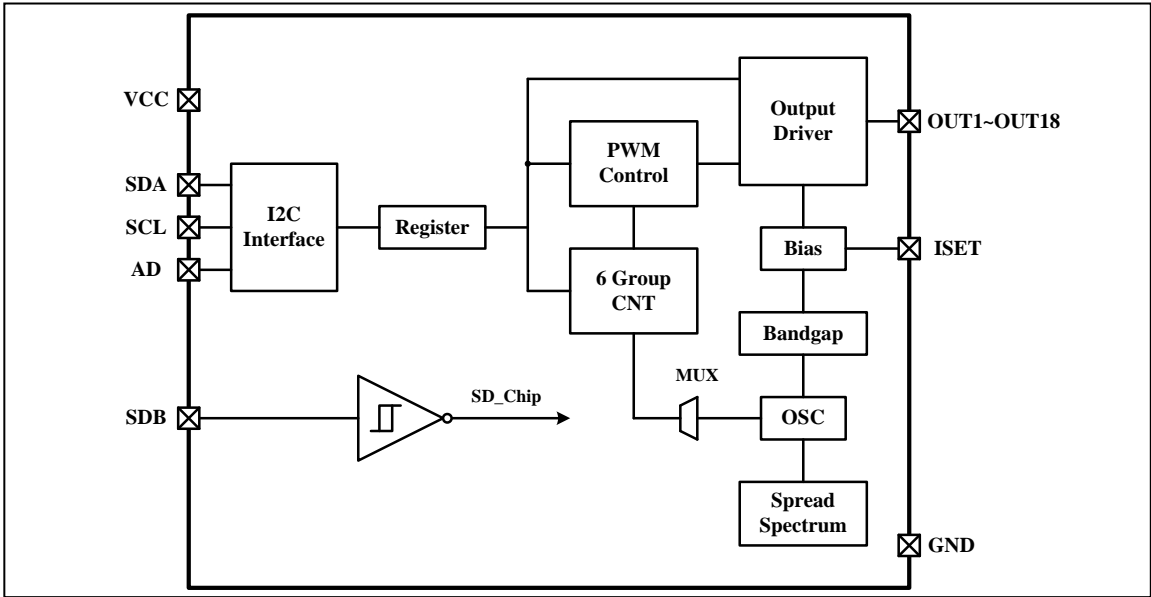 VCC
Output
Driver
OUT1~OUT18
PWM
Control
SDA
I2C
Interface
SCL
Register
AD
Bias
ISET
6 Group
CNT
Bandgap
MUX
SDB
SD_Chip
OSC
Spread
Spectrum
GND